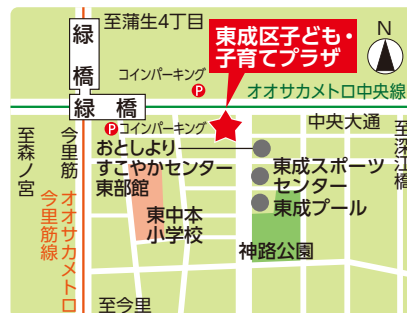 至蒲生4丁目
緑橋
東成区子ども・
子育てプラザ
N
コインパーキング
P
オオサカメトロ中央線
緑橋
P コインパーキング
中央大通
至森ノ宮
今里筋
オオサカメトロ
今里筋線
おとしより
すこやかセンター
東部館
東成スポーツ
センター
東成プール
至深江橋
東中本
小学校
神路公園
至今里